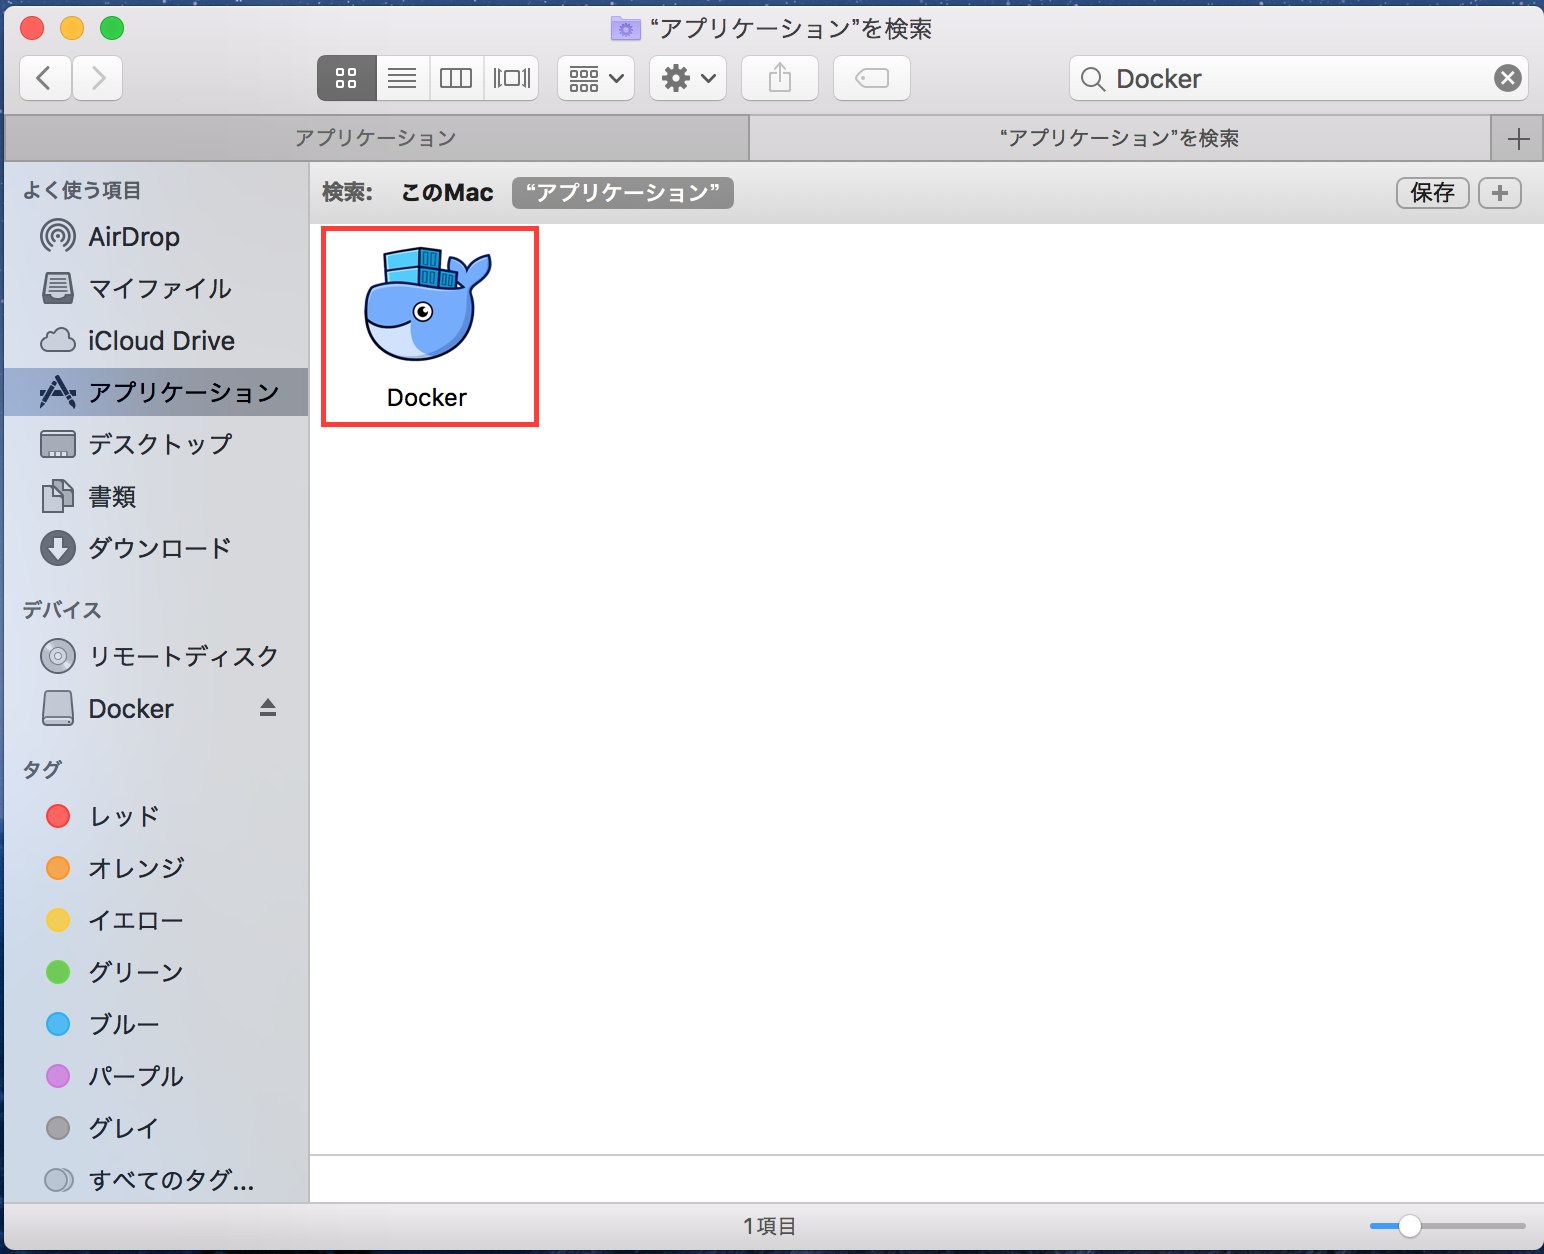 “アプリケーション”を検索
Docker
アプリケーション
“アプリケーション”を検索
よく使う項目
AirDrop
マイファイル
iCloud Drive
アプリケーション
デスクトップ
書類
ダウンロード
デバイス
リモートディスク
Docker
タグ
レッド
オレンジ
イエロー
グリーン
ブルー
パープル
グレイ
すべてのタグ...
検索: このMac “アプリケーション” 保存
Docker
1項目